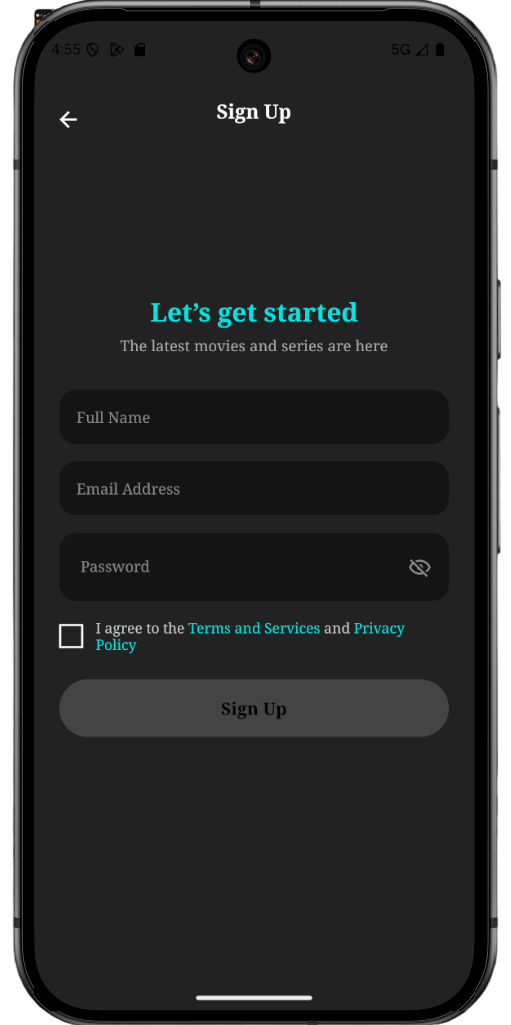 4:55 5G
Sign Up
Let’s get started
The latest movies and series are here
Full Name
Email Address
Password
I agree to the Terms and Services and Privacy
Policy
Sign Up